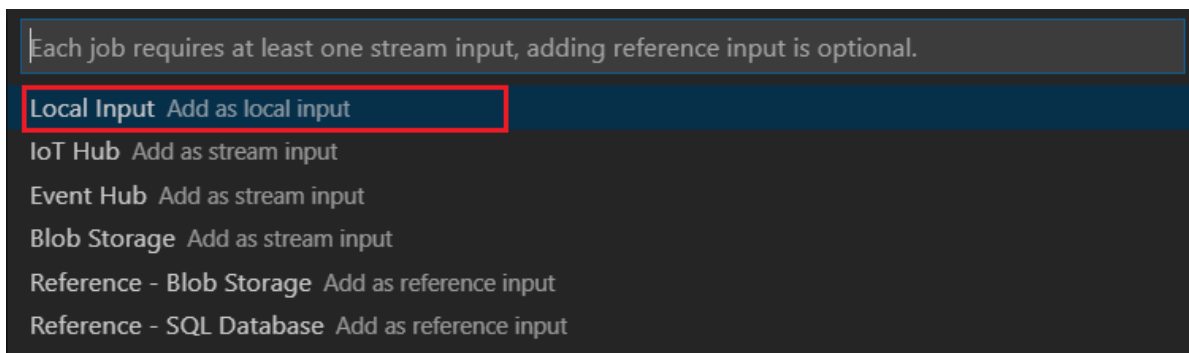 Each job requires at least one stream input, adding reference input is optional.
Local Input Add as local input
IoT Hub Add as stream input
Event Hub Add as stream input
Blob Storage Add as stream input
Reference - Blob Storage Add as reference input
Reference - SQL Database Add as reference input